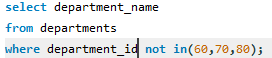 select department_name
from departments
where department_id not in(60,70,80);